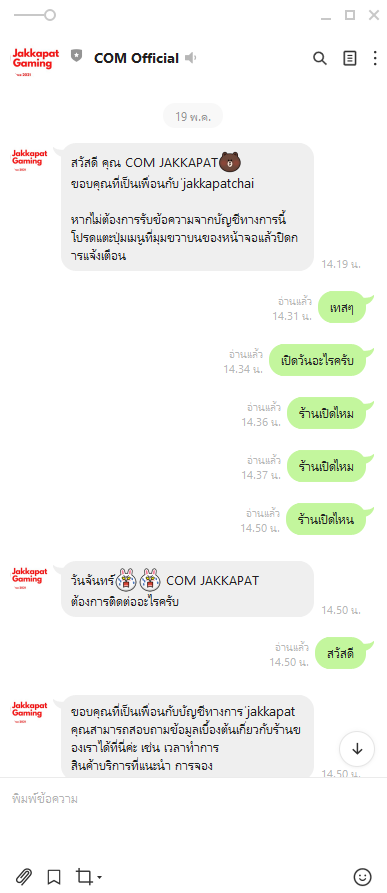 Jakkapat
Gaming
COM Official
19 พ.ค.
Jakkapat
Gaming
สวัสดี คุณ COM JAKKAPAT
ขอบคุณที่เป็นเพื่อนกับ ่jakkapatchai
หากไม่ต้องการรับข้อความจากบัญชีทางการนี้
โปรดแตะปุ่มเมนูที่มุมขวาบนของหน้าจอแล้วปิดก
ารแจ้งเตือน
14.19 น.
อ่านแล้ว
14.31 น.
เทสๆ
อ่านแล้ว
14.34 น.
เปิดวันอะไรครับ
อ่านแล้ว
14.36 น.
ร้านเปิดไหม
อ่านแล้ว
14.37 น.
ร้านเปิดไหม
อ่านแล้ว
14.50 น.
ร้านเปิดไหน
Jakkapat
Gaming
วันจันทร์ COM JAKKAPAT
ต้องการติดต่ออะไรครับ
14.50 น.
อ่านแล้ว
14.50 น.
สวัสดี
Jakkapat
Gaming
ขอบคุณที่เป็นเพื่อนกับบัญชีทางการ ่jakkapat
คุณสามารถสอบถามข้อมูลเบื้องต้นเกี่ยวกับร้านข
องเราได้ที่นี่ค่ะ เช่น เวลาทำการ
สินค้าบริการที่แนะนำ การจอง
14.50 น.
พิมพ์ข้อความ